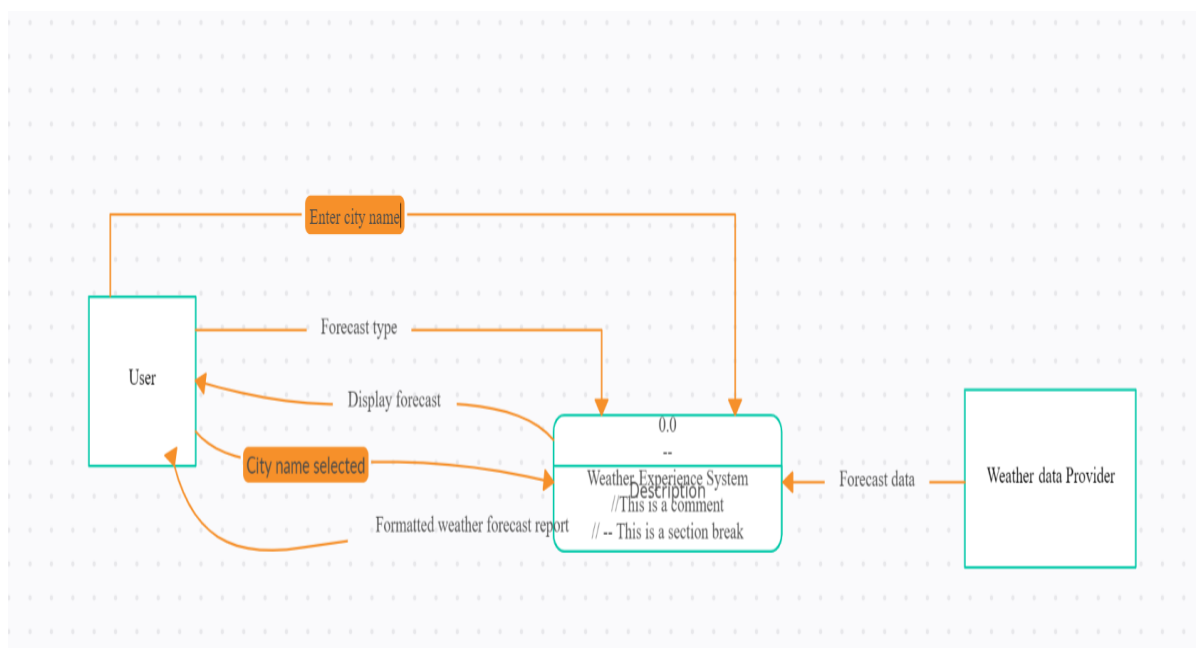 Enter city name
Forecast type
User
Display forecast
City name selected
Formatted weather forecast report
0.0
--
Weather Experience System
Description
//This is a comment
// -- This is a section break
Forecast data
Weather data Provider